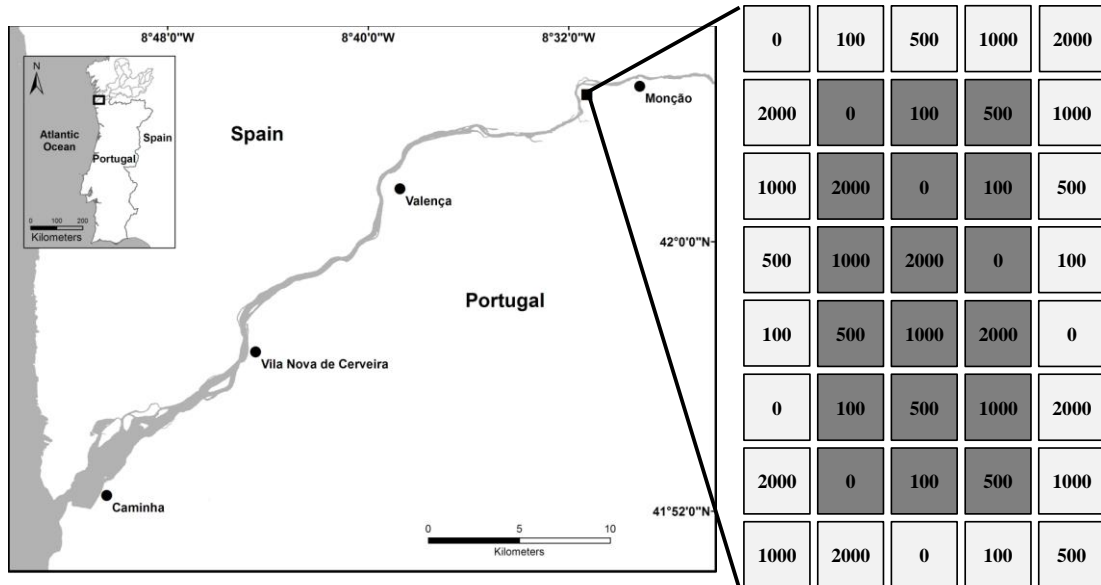 8°48'0"W 8°40'0"W 8°32'0"W
N
Atlantic
Ocean
Spain
Portugal
0 100 200
Kilometers
Spain
Monção
Valença
42°0'0"N
Portugal
Vila Nova de Cerveira
Caminha
41°52'0"N
0 5 10
Kilometers
0 100 500 1000 2000
2000 0 100 500 1000
1000 2000 0 100 500
500 1000 2000 0 100
100 500 1000 2000 0
0 100 500 1000 2000
2000 0 100 500 1000
1000 2000 0 100 500